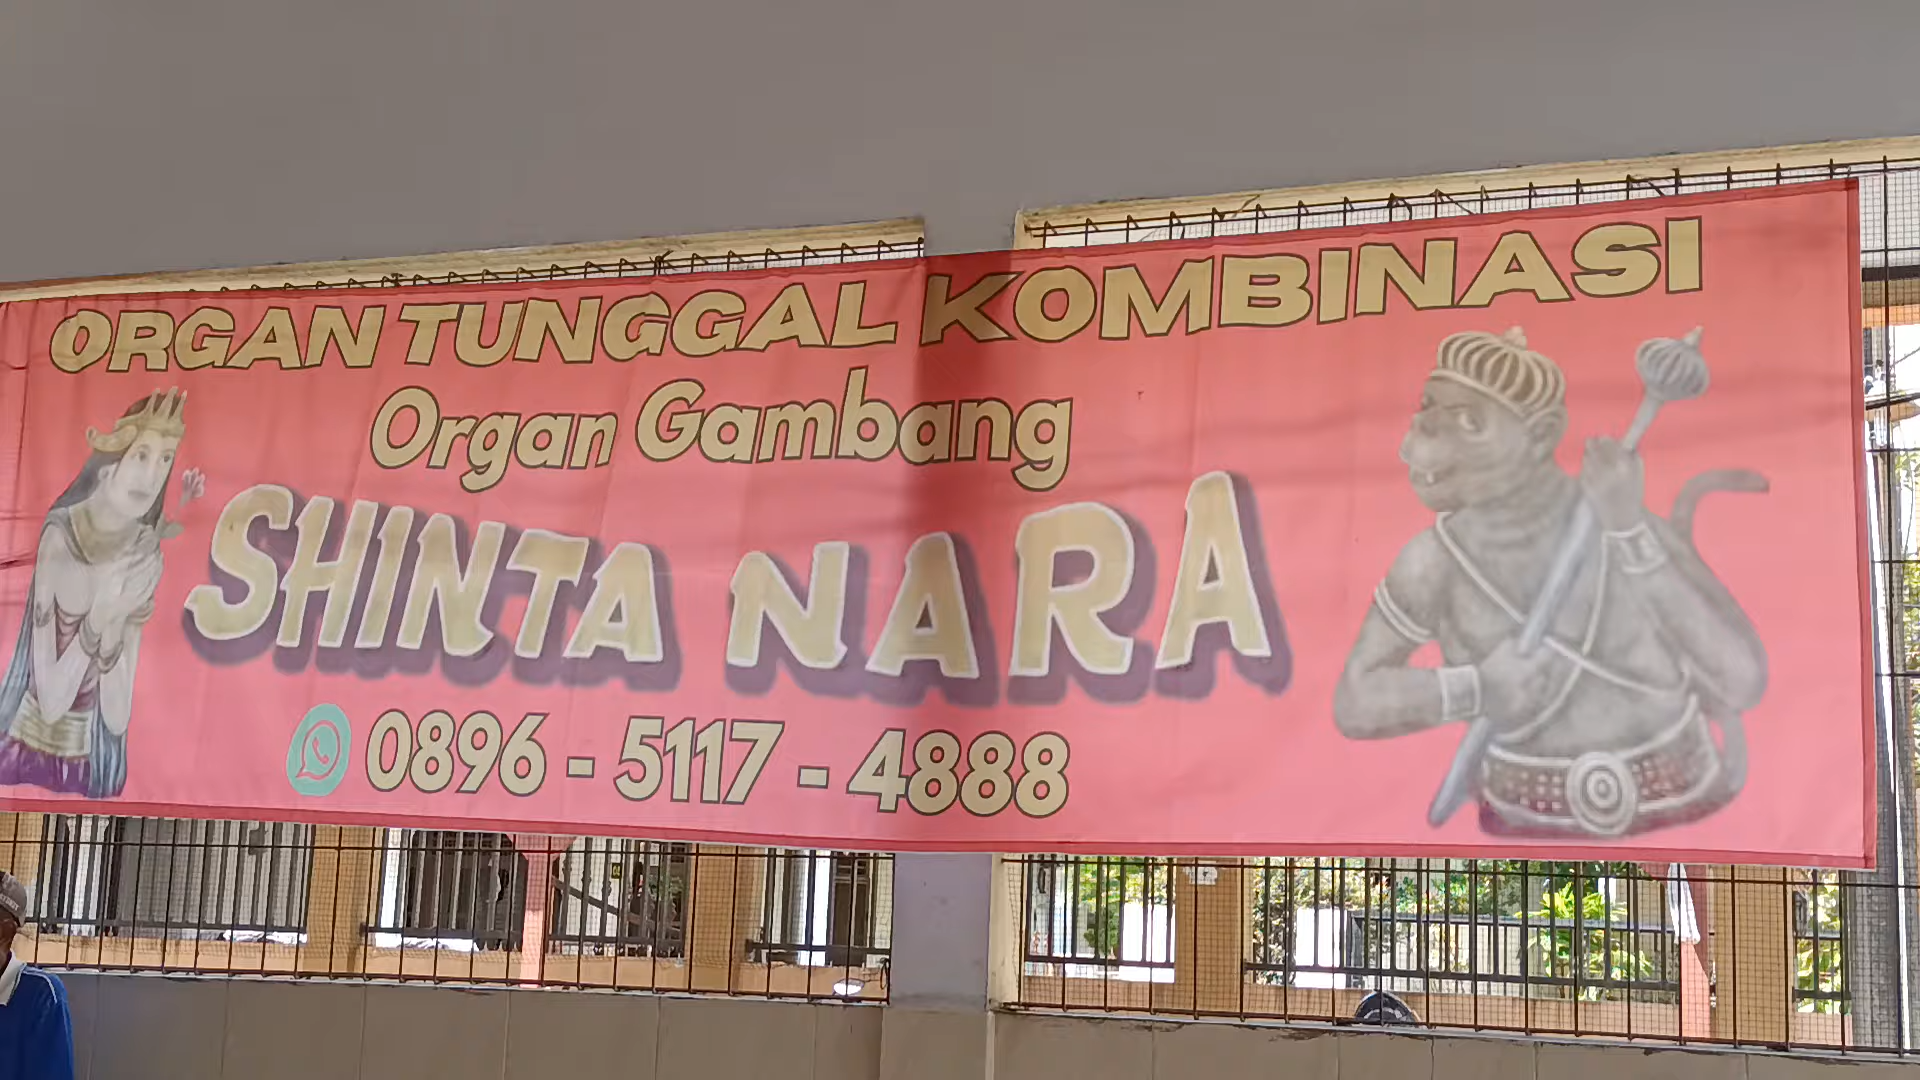 ORGAN TUNGGAL KOMBINASI
Organ Gambang
SHINTA NARA
0896 - 5117 - 4888